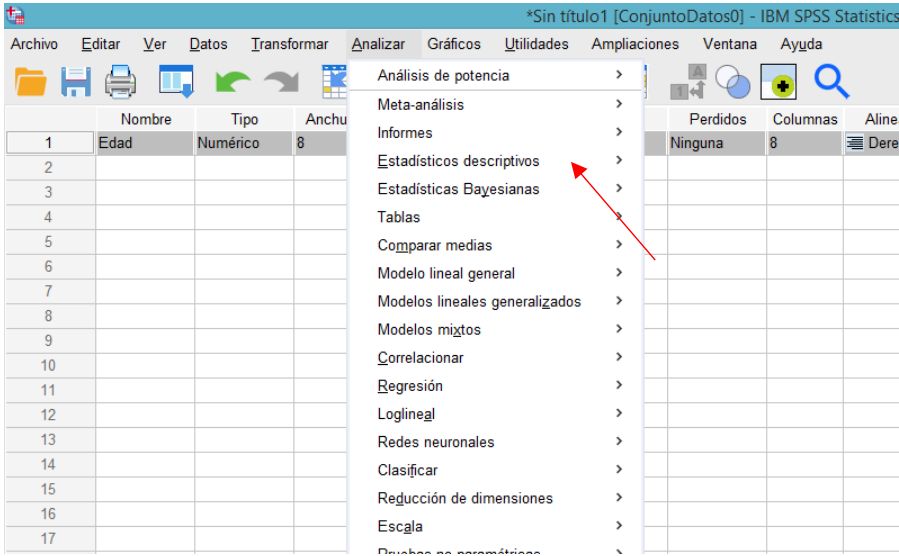 *Sin título1 [ConjuntoDatos0] - IBM SPSS Statistics
Archivo Editar Ver Datos Transformar Analizar Gráficos Utilidades Ampliaciones Ventana Ayuda
Análisis de potencia
Meta-análisis
Informes
Estadísticos descriptivos
Estadísticas Bayesianas
Tablas
Comparar medias
Modelo lineal general
Modelos lineales generalizados
Modelos mixtos
Correlacionar
Regresión
Loglineal
Redes neuronales
Clasificar
Reducción de dimensiones
Escala
Pruebas no paramétricas
A
1
Nombre Tipo Anchu Perdidos Columnas Aline
1 Edad Numérico 8 Ninguna 8 Dere
2
3
4
5
6
7
8
9
10
11
12
13
14
15
16
17